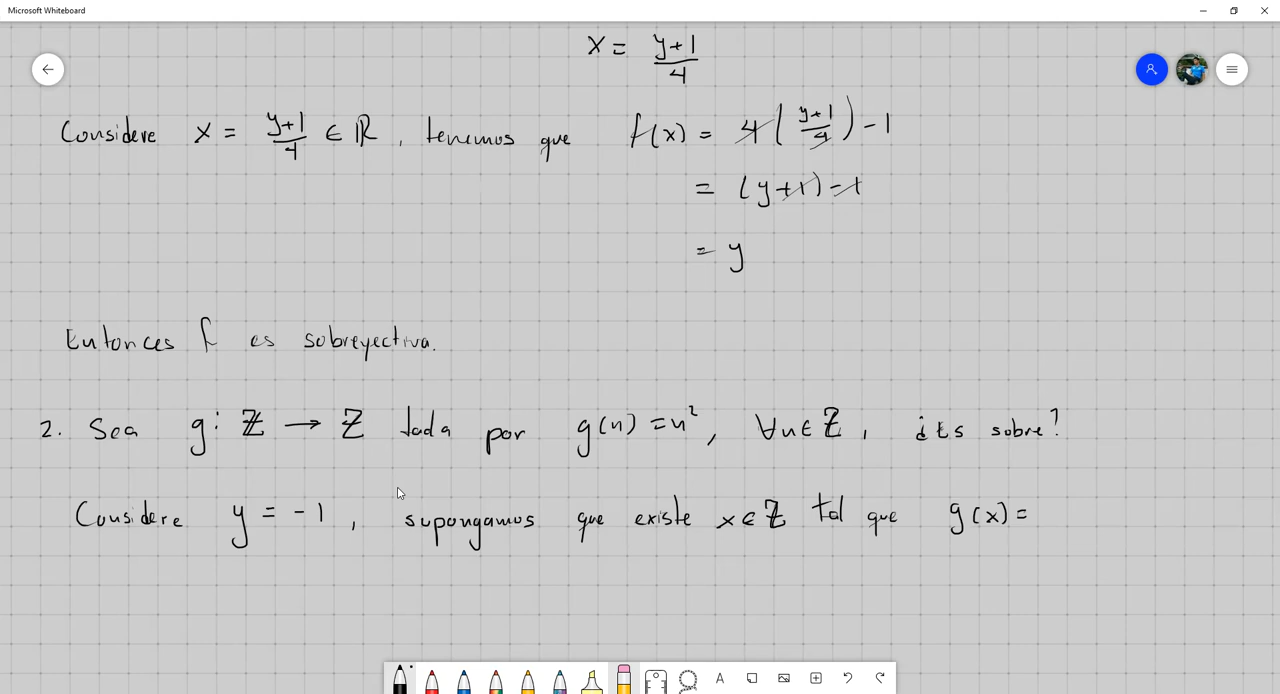 Microsoft Whiteboard
x = y+1/4
Considere x = y+1/4 ∈ ℝ, tenemos que f(x) = 4(y+1/4) - 1
= (y+1) - 1
= y
Entonces f es sobreyectiva.
2. Sea g: ℤ → ℤ dada por g(n) = n², ∀n∈ℤ, ¿Es sobre?
Considere y = -1, supongamos que existe x∈ℤ tal que g(x) =